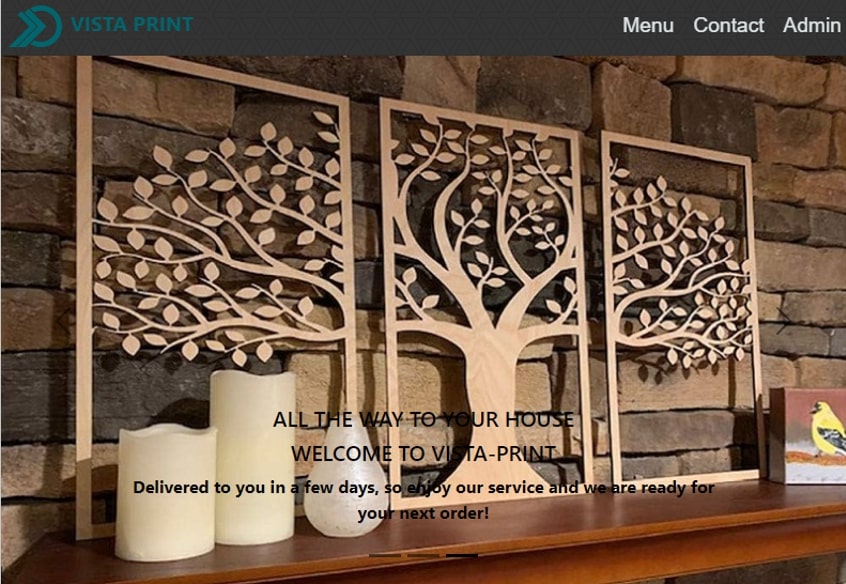 VISTA PRINT
Menu Contact Admin
ALL THE WAY TO YOUR HOUSE
WELCOME TO VISTA-PRINT
Delivered to you in a few days, so enjoy our service and we are ready for
your next order!